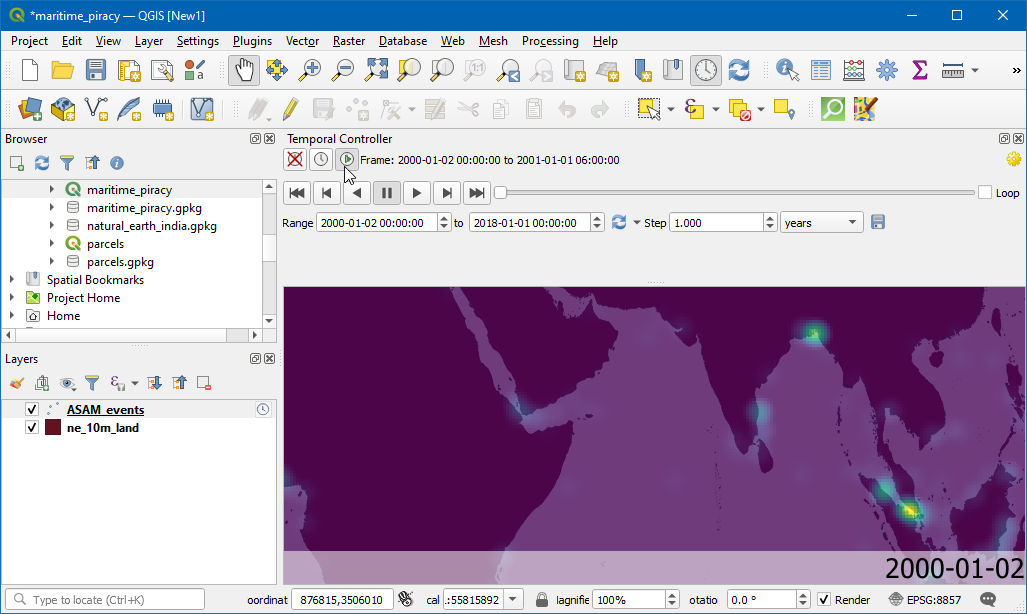 *maritime_piracy — QGIS [New1]
Project Edit View Layer Settings Plugins Vector Raster Database Web Mesh Processing Help
1:1
»
Browser
maritime_piracy
maritime_piracy.gpkg
natural_earth_india.gpkg
parcels
parcels.gpkg
Spatial Bookmarks
Project Home
Home
Layers
ASAM_events
ne_10m_land
Temporal Controller
Frame: 2000-01-02 00:00:00 to 2001-01-01 06:00:00
Loop
Range 2000-01-02 00:00:00 to 2018-01-01 00:00:00 Step 1.000 years
2000-01-02
Type to locate (Ctrl+K) oordinat 876815,3506010 cal .:55815892 lagnifie 100% otatio 0.0 ° Render EPSG:8857